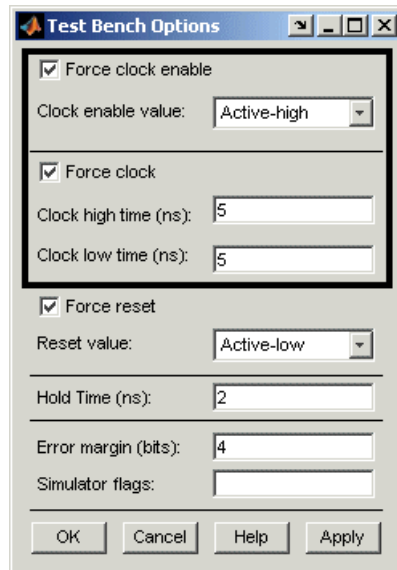 Test Bench Options
Force clock enable
Clock enable value: Active-high
Force clock
Clock high time (ns): 5
Clock low time (ns): 5
Force reset
Reset value: Active-low
Hold Time (ns): 2
Error margin (bits): 4
Simulator flags:
OK Cancel Help Apply